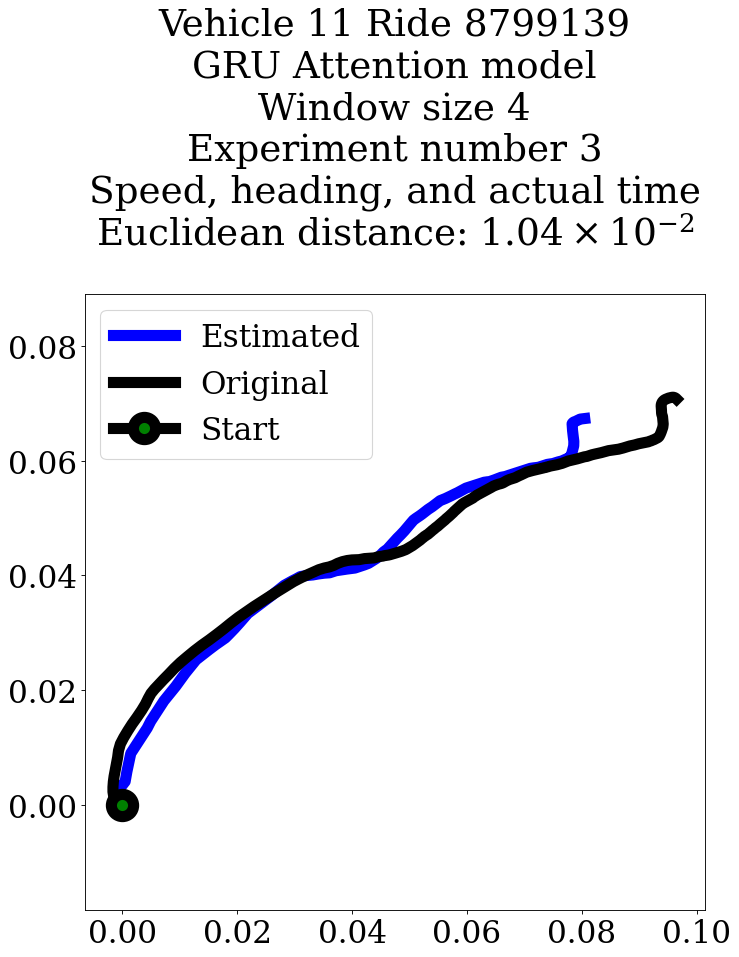 Vehicle 11 Ride 8799139
GRU Attention model
Window size 4
Experiment number 3
Speed, heading, and actual time
Euclidean distance: 1.04 × 10⁻²
Estimated
Original
Start
0.08
0.06
0.04
0.02
0.00
0.00 0.02 0.04 0.06 0.08 0.10